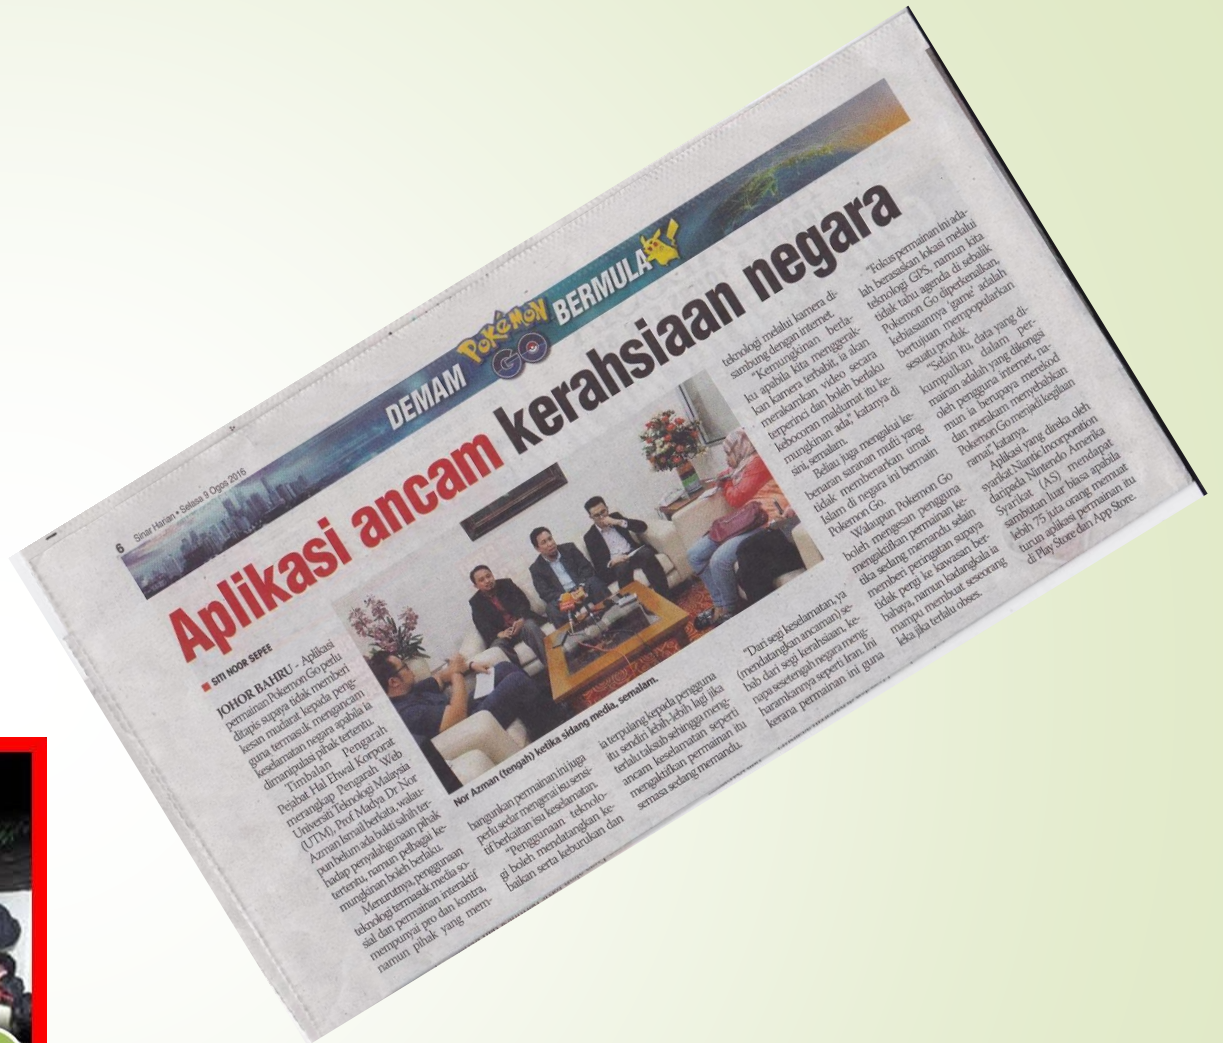 6 Sinar Harian • Selasa 9 Ogos 2016
DEMAM POKÉMON GO BERMULA
Aplikasi ancam kerahsiaan negara
SITI NOOR SEPEE
JOHOR BAHRU - Aplikasi
permainan Pokemon Go perlu
ditapis supaya tidak memberi
kesan mudarat kepada peng-
guna termasuk mengancam
keselamatan negara apabila ia
dimanipulasi pihak tertentu.
Timbalan Pengarah
Pejabat Hal Ehwal Korporat
merangkap Pengarah Web
Universiti Teknologi Malaysia
(UTM), Prof Madya Dr Nor
Azman Ismail berkata, walau-
pun belum ada bukti sahih ter-
hadap penyalahgunaan pihak
tertentu, namun pelbagai ke-
mungkinan boleh berlaku.
Menurutnya, penggunaan
teknologi termasuk media so-
sial dan permainan interaktif
mempunyai pro dan kontra,
namun pihak yang mem-
Nor Azman (tengah) ketika sidang media, semalam.
bangunkan permainan ini juga
perlu sedar mengenai isu sensi-
tif berkaitan isu keselamatan.
"Penggunaan teknolo-
gi boleh mendatangkan ke-
baikan serta keburukan dan
ia terpulang kepada pengguna
itu sendiri lebih-lebih lagi jika
terlalu taksub sehingga meng-
ancam keselamatan seperti
mengaktifkan permainan itu
semasa sedang memandu.
"Dari segi keselamatan, ya
(mendatangkan ancaman) se-
bab dari segi kerahsiaan, ke-
napa sesetengah negara meng-
haramkannya seperti Iran. Ini
kerana permainan ini guna
teknologi melalui kamera di-
sambung dengan internet.
"Kemungkinan berla-
ku apabila kita menggerak-
kan kamera terbabit, ia akan
merakamkan video secara
terperinci dan boleh berlaku
kebocoran maklumat itu ke-
mungkinan ada," katanya di
sini, semalam.
Beliau juga mengakui ke-
benaran saranan mufti yang
tidak membenarkan umat
Islam di negara ini bermain
Pokemon Go.
Walaupun Pokemon Go
boleh mengesan pengguna
mengaktifkan permainan ke-
tika sedang memandu selain
memberi peringatan supaya
tidak pergi ke kawasan ber-
bahaya, namun kadangkala ia
mampu membuat seseorang
leka jika terlalu obses.
"Fokus permainan ini ada-
lah berasaskan lokasi melalui
teknologi GPS, namun kita
tidak tahu agenda di sebalik
Pokemon Go diperkenalkan,
kebiasaannya 'game' adalah
bertujuan mempopularkan
sesuatu produk.
"Selain itu, data yang di-
kumpulkan dalam per-
mainan adalah yang dikongsi
oleh pengguna internet, na-
mun ia berupaya merekod
dan merakam menyebabkan
Pokemon Go menjadi kegilaan
ramai," katanya.
Aplikasi yang direka oleh
syarikat Niantic Incorporation
daripada Nintendo Amerika
Syarikat (AS) mendapat
sambutan luar biasa apabila
lebih 75 juta orang memuat
turun aplikasi permainan itu
di Play Store dan App Store.